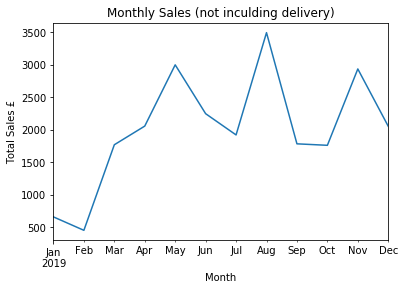 Monthly Sales (not inculding delivery)
Total Sales £
3500
3000
2500
2000
1500
1000
500
Jan Feb Mar Apr May Jun Jul Aug Sep Oct Nov Dec
2019
Month